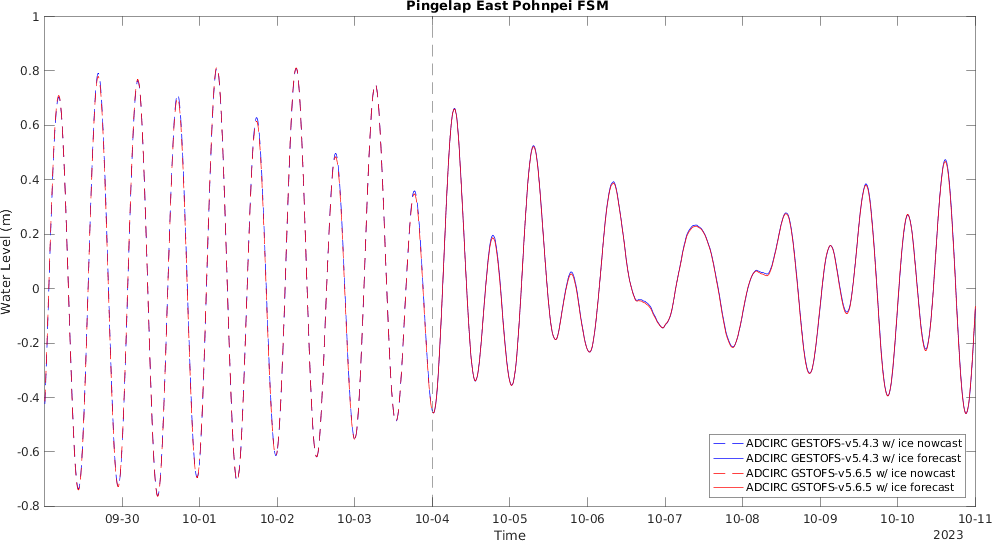 Pingelap East Pohnpei FSM
1
0.8
0.6
0.4
0.2
0
-0.2
-0.4
-0.6
-0.8
Water Level (m)
ADCIRC GESTOFS-v5.4.3 w/ ice nowcast
ADCIRC GESTOFS-v5.4.3 w/ ice forecast
ADCIRC GSTOFS-v5.6.5 w/ ice nowcast
ADCIRC GSTOFS-v5.6.5 w/ ice forecast
09-30 10-01 10-02 10-03 10-04 10-05 10-06 10-07 10-08 10-09 10-10 10-11
Time
2023